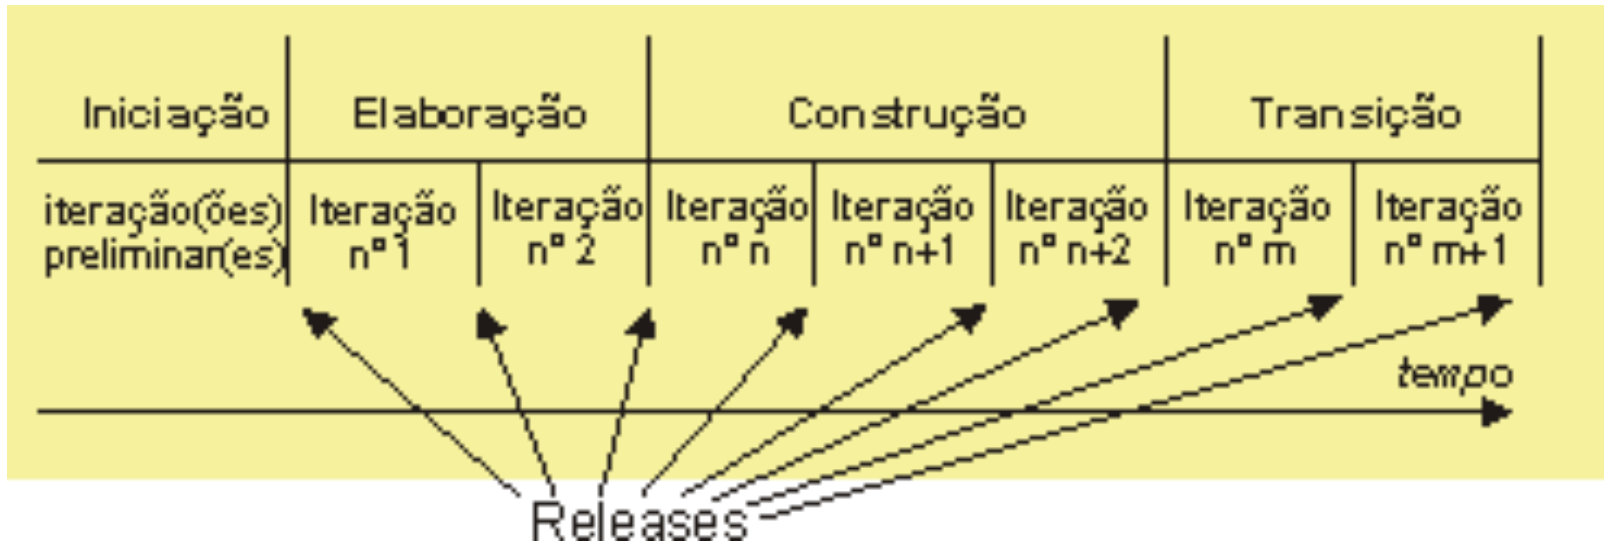 Iniciação Elaboração Construção Transição
iteração(ões) Iteração Iteração Iteração Iteração Iteração Iteração Iteração
preliminar(es) nº 1 nº 2 nº n nº n+1 nº n+2 nº m nº m+1
tempo
Releases